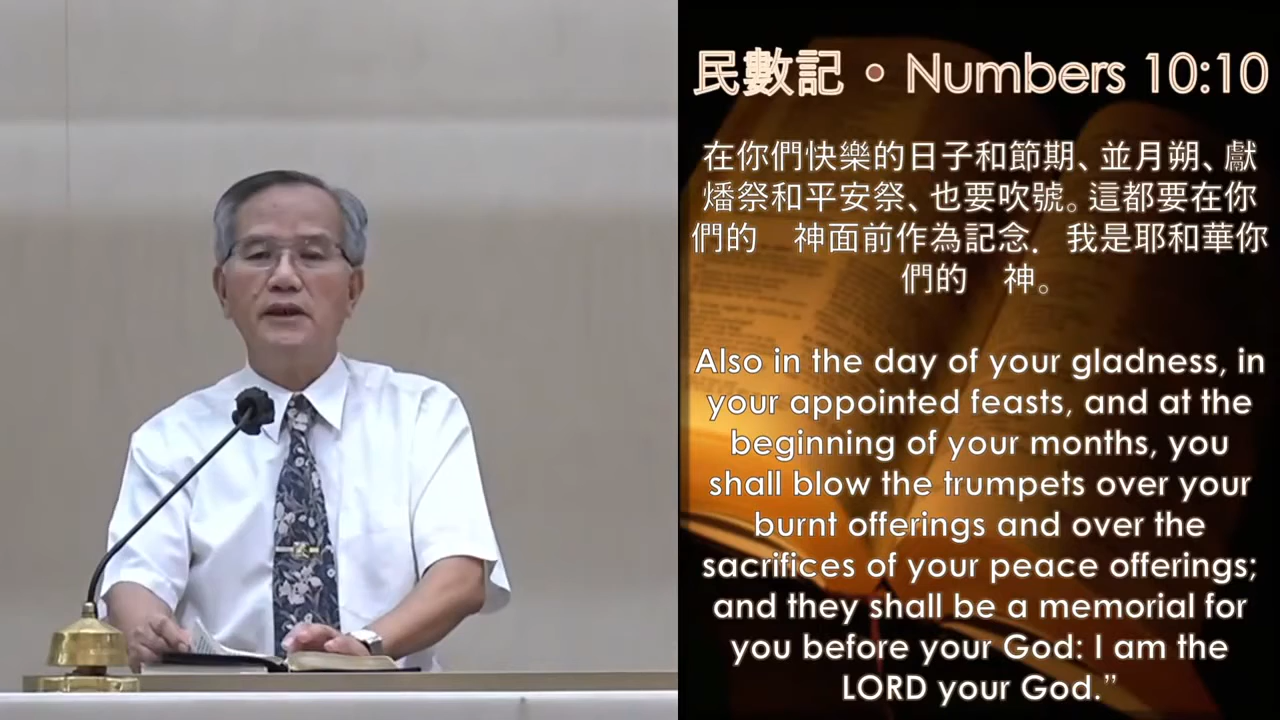 民數記 • Numbers 10:10
在你們快樂的日子和節期、並月朔、獻
燔祭和平安祭、也要吹號。這都要在你
們的　神面前作為記念．我是耶和華你
們的　神。
Also in the day of your gladness, in
your appointed feasts, and at the
beginning of your months, you
shall blow the trumpets over your
burnt offerings and over the
sacrifices of your peace offerings;
and they shall be a memorial for
you before your God: I am the
LORD your God.”